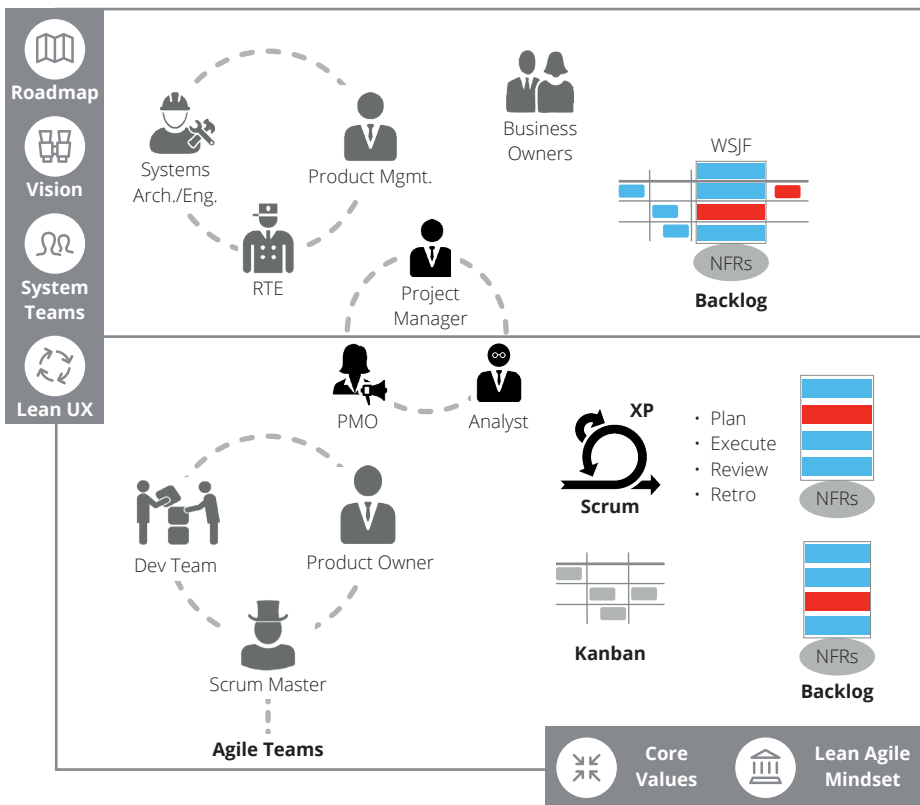 Roadmap
Vision
System
Teams
Lean UX
Systems
Arch./Eng.
Product Mgmt.
RTE
Business
Owners
WSJF
NFRs
Backlog
Project
Manager
PMO
Analyst
Dev Team
Product Owner
Scrum Master
Agile Teams
XP
Scrum
· Plan
· Execute
· Review
· Retro
NFRs
Kanban
NFRs
Backlog
Core
Values
Lean Agile
Mindset